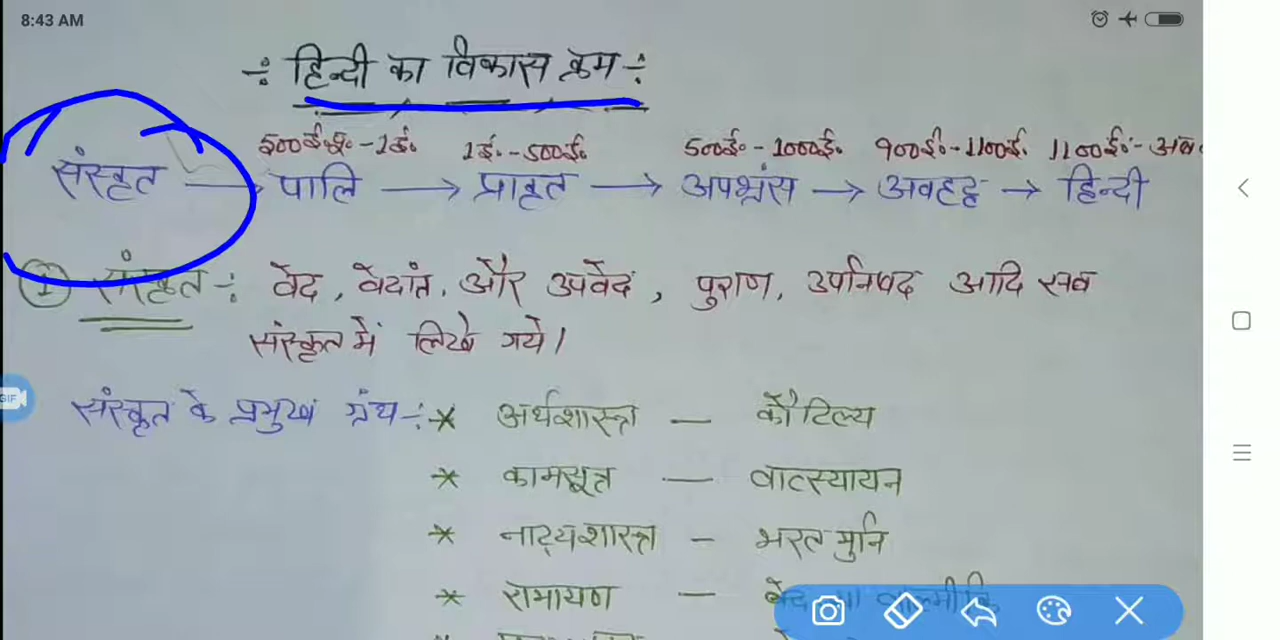 8:43 AM
÷ हिन्दी का विकास क्रम ÷
500ई.पू. - 1ई. 1ई. - 500ई. 500ई. - 1000ई. 900ई. - 1100ई. 1100ई. - अब
संस्कृत → पालि → प्राकृत → अपभ्रंस → अवहट्ट → हिन्दी
① संस्कृत ÷ वेद, वेदांत, और उपवेद, पुराण, उपनिषद आदि सब
संस्कृत में लिखे गये।
GIF
संस्कृत के प्रमुख ग्रंथ ÷ * अर्थशास्त्र — कौटिल्य
* कामसूत्र — वात्स्यायन
* नाट्यशास्त्र — भरत मुनि
* रामायण —